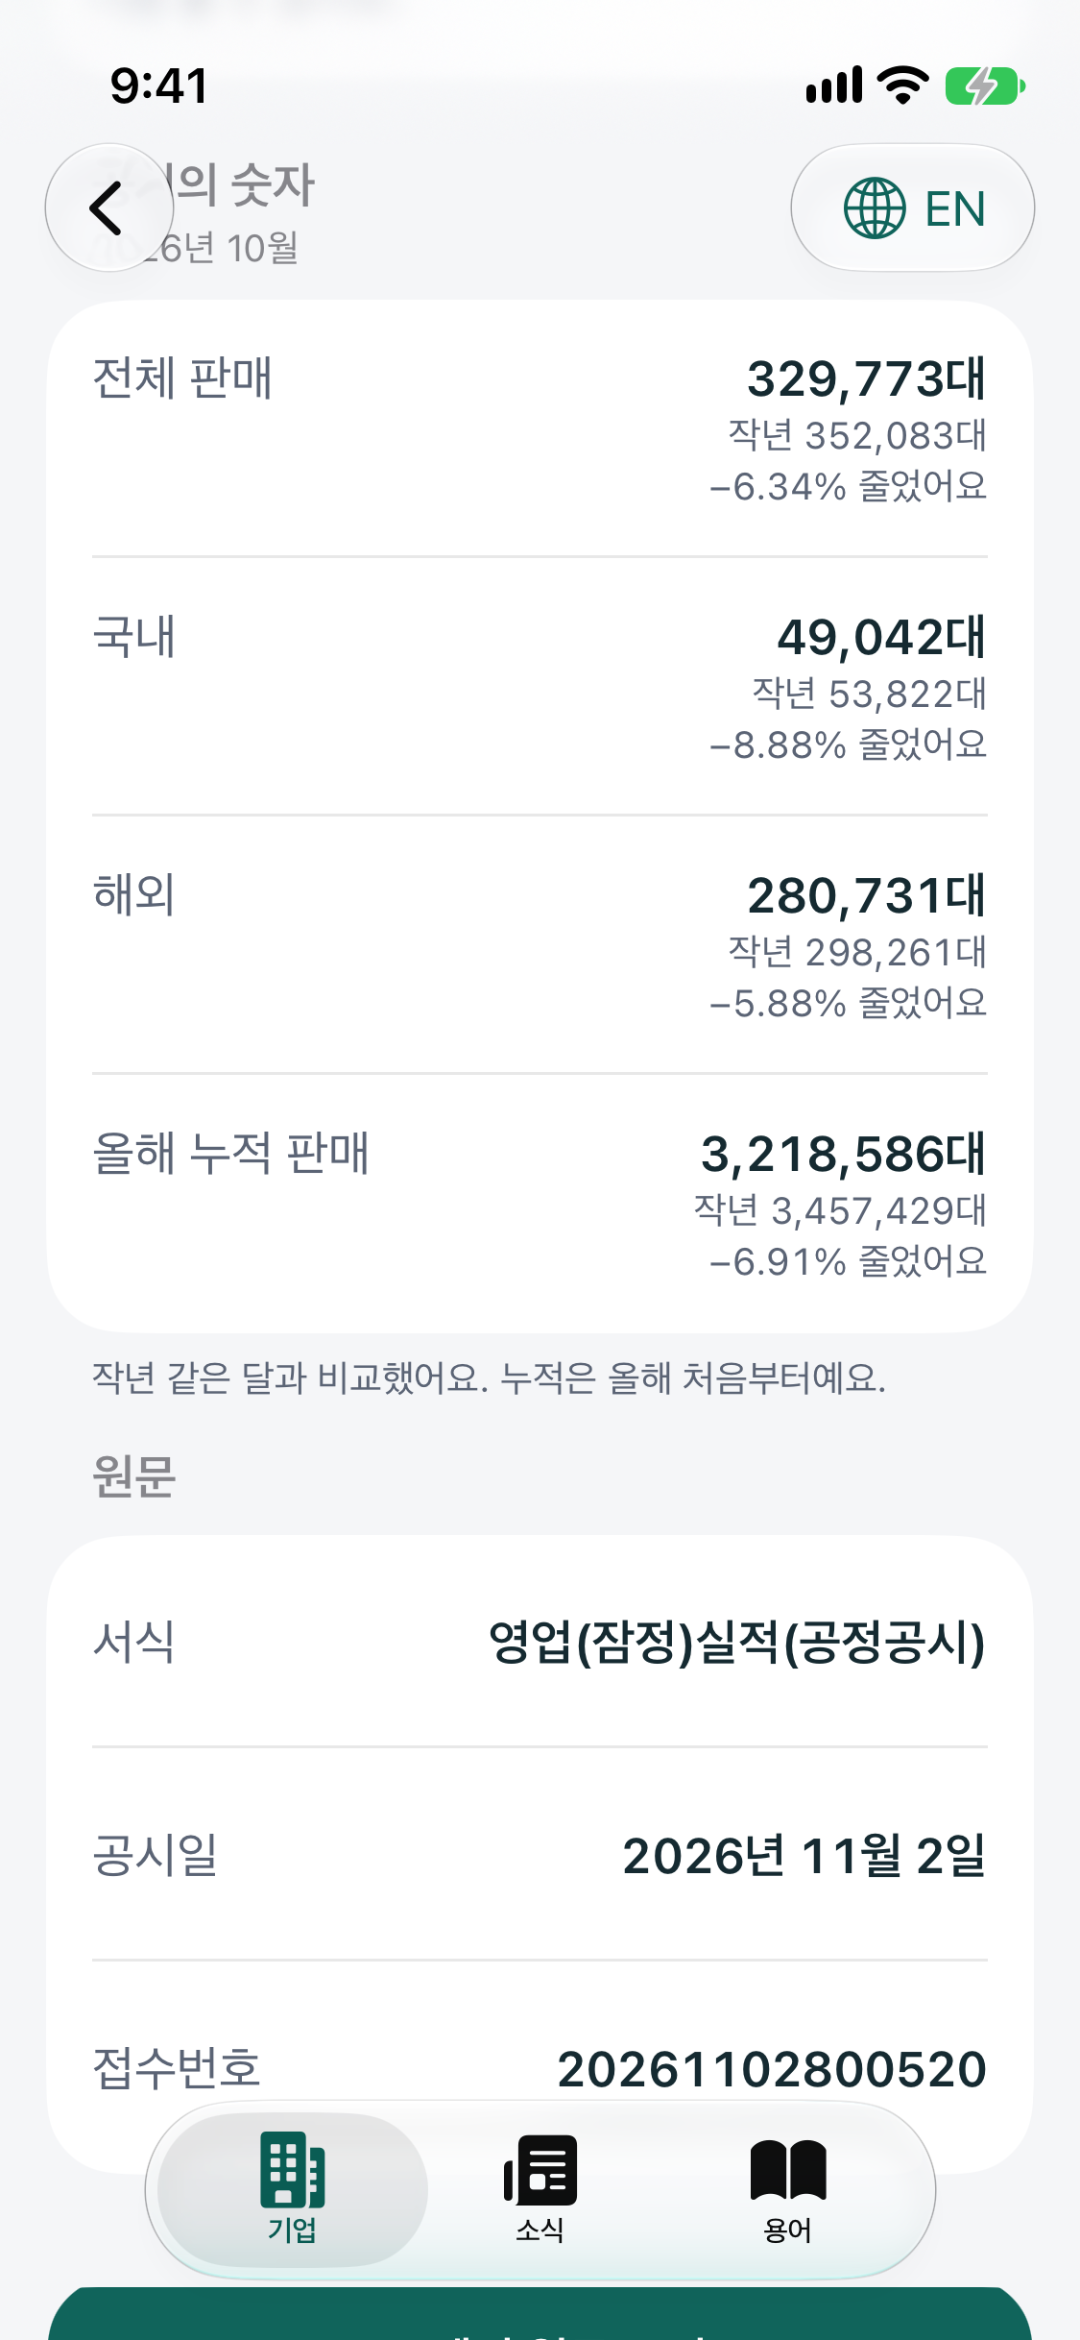 9:41
의 숫자
EN
26년 10월
전체 판매
329,773대
작년 352,083대
−6.34% 줄었어요
국내
49,042대
작년 53,822대
−8.88% 줄었어요
해외
280,731대
작년 298,261대
−5.88% 줄었어요
올해 누적 판매
3,218,586대
작년 3,457,429대
−6.91% 줄었어요
작년 같은 달과 비교했어요. 누적은 올해 처음부터예요.
원문
서식
영업(잠정)실적(공정공시)
공시일
2026년 11월 2일
접수번호
20261102800520
기업
소식
용어